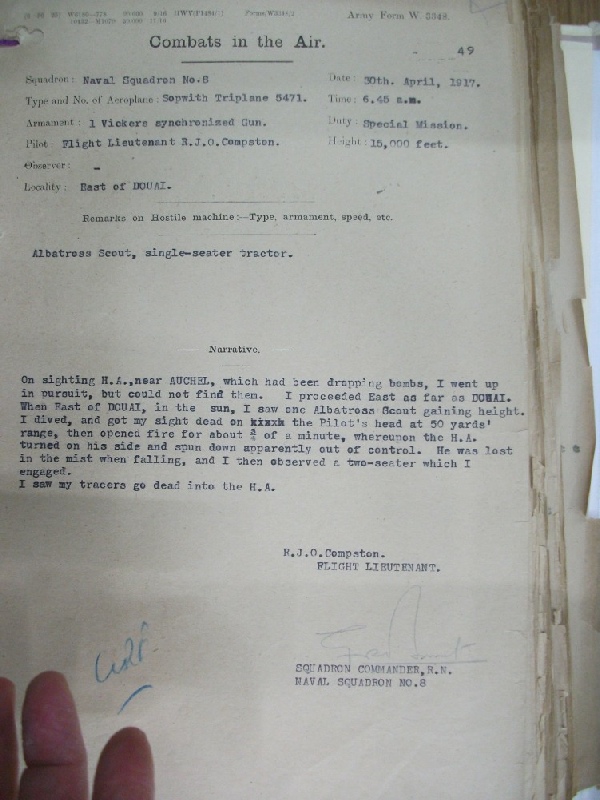 Army Form W. 3348.
Combats in the Air.
49
Squadron: Naval Squadron No.8
Date: 30th. April, 1917.
Type and No. of Aeroplane: Sopwith Triplane 5471.
Time: 6.45 a.m.
Armament: 1 Vickers synchronized Gun.
Duty: Special Mission.
Pilot: Flight Lieutenant R.J.O.Compston.
Height: 15,000 feet.
Observer: -
Locality: East of DOUAI.
Remarks on Hostile machine:—Type, armament, speed, etc.
Albatross Scout, single-seater tractor.
Narrative.
On sighting H.A.,near AUCHEL, which had been dropping bombs, I went up
in pursuit, but could not find them. I proceeded East as far as DOUAI.
When East of DOUAI, in the sun, I saw one Albatross Scout gaining height.
I dived, and got my sight dead on the Pilot's head at 50 yards'
range, then opened fire for about ¾ of a minute, whereupon the H.A.
turned on his side and spun down apparently out of control. He was lost
in the mist when falling, and I then observed a two-seater which I
engaged.
I saw my tracers go dead into the H.A.
R.J.O.Compston.
FLIGHT LIEUTENANT.
SQUADRON COMMANDER,R.N.
NAVAL SQUADRON NO.8